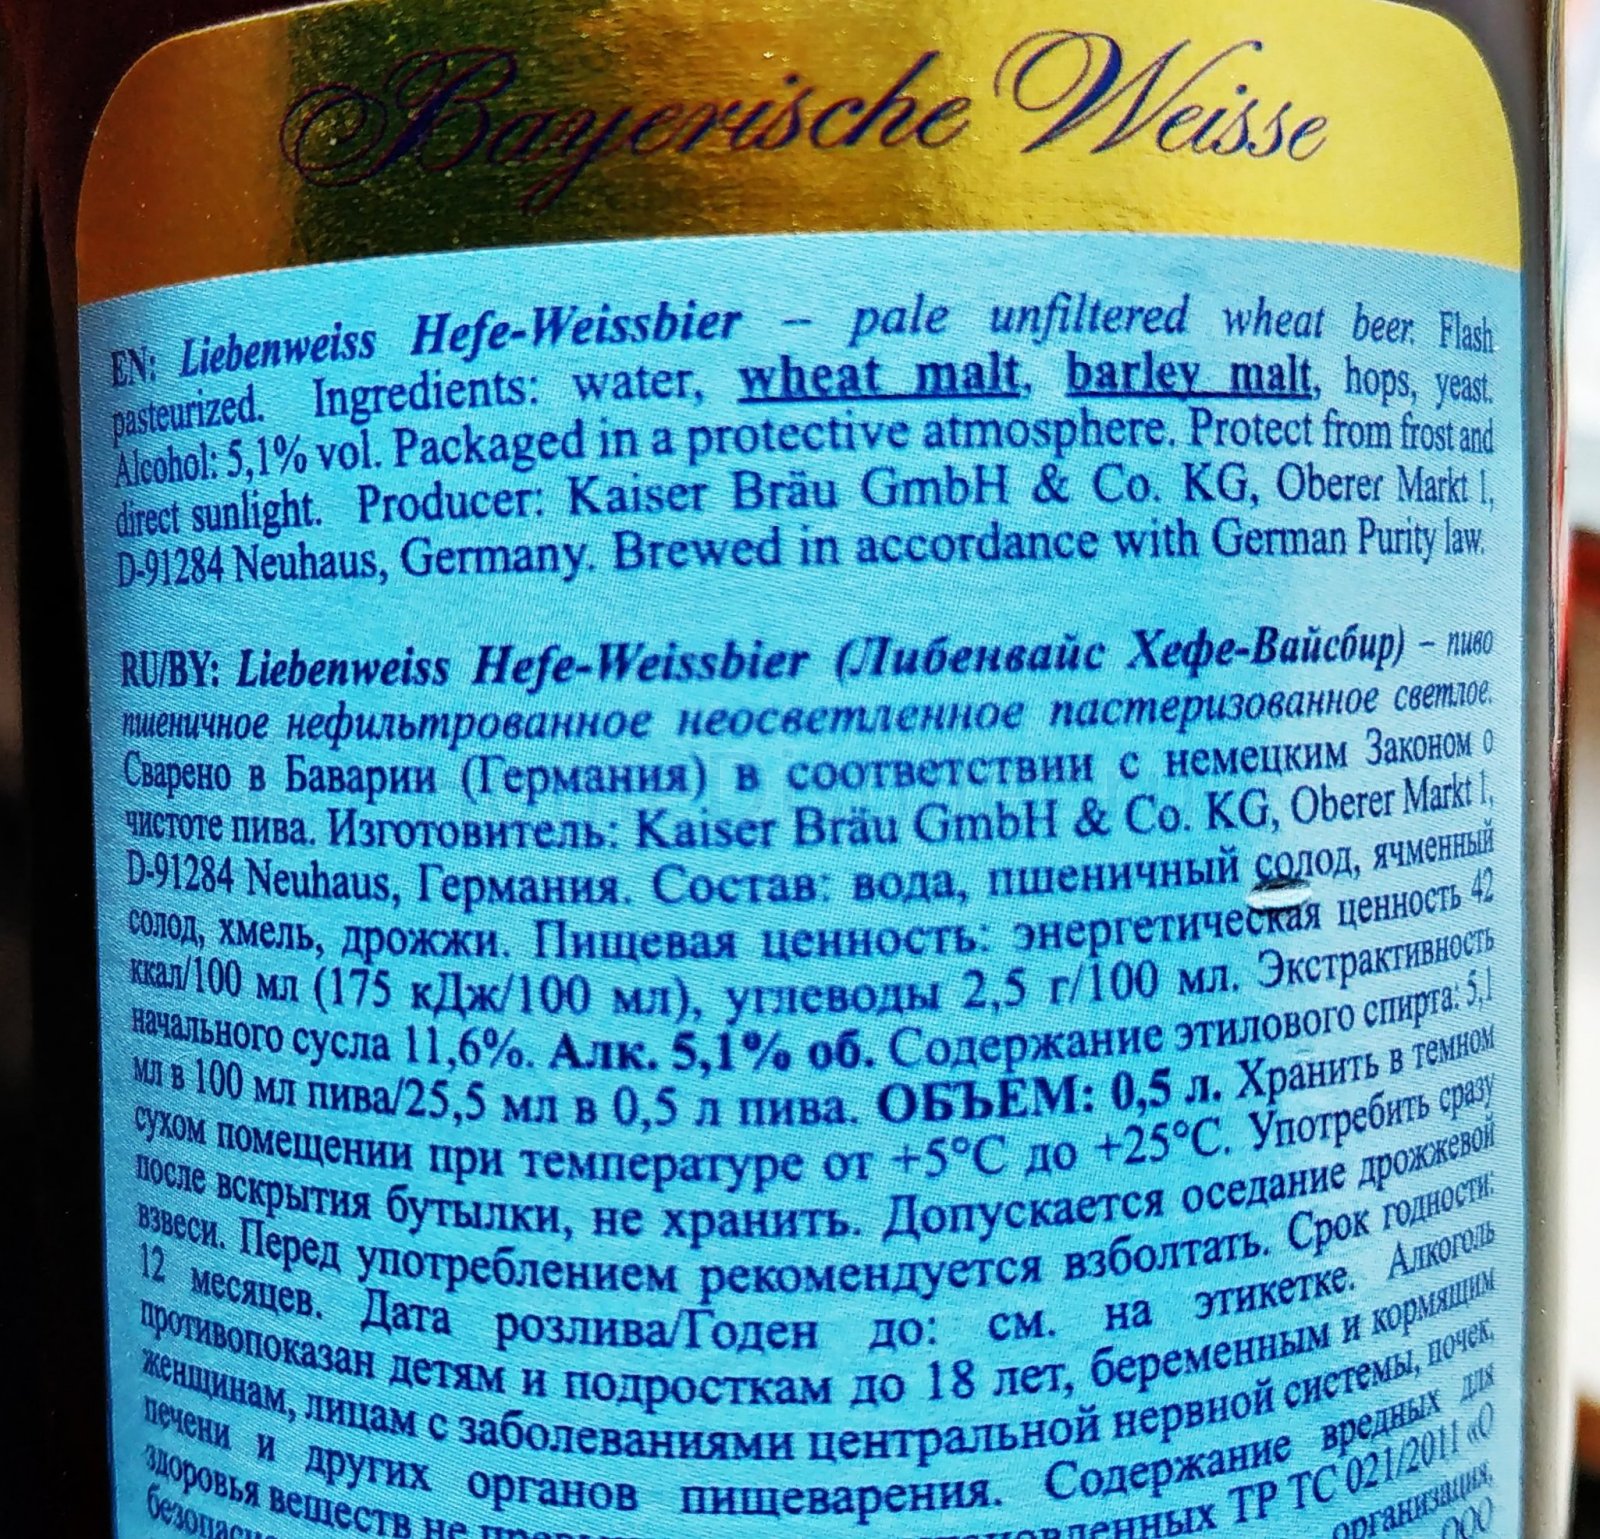 Bayerische Weisse
EN: Liebenweiss Hefe-Weissbier – pale unfiltered wheat beer. Flash
pasteurized. Ingredients: water, wheat malt, barley malt, hops, yeast.
Alcohol: 5,1% vol. Packaged in a protective atmosphere. Protect from frost and
direct sunlight. Producer: Kaiser Bräu GmbH & Co. KG, Oberer Markt 1,
D-91284 Neuhaus, Germany. Brewed in accordance with German Purity law.
RU/BY: Liebenweiss Hefe-Weissbier (Либенвайс Хефе-Вайсбир) – пиво
пшеничное нефильтрованное неосветленное пастеризованное светлое.
Сварено в Баварии (Германия) в соответствии с немецким Законом о
чистоте пива. Изготовитель: Kaiser Bräu GmbH & Co. KG, Oberer Markt 1,
D-91284 Neuhaus, Германия. Состав: вода, пшеничный солод, ячменный
солод, хмель, дрожжи. Пищевая ценность: энергетическая ценность 42
ккал/100 мл (175 кДж/100 мл), углеводы 2,5 г/100 мл. Экстрактивность
начального сусла 11,6%. Алк. 5,1% об. Содержание этилового спирта: 5,1
мл в 100 мл пива/25,5 мл в 0,5 л пива. ОБЪЕМ: 0,5 л. Хранить в темном
сухом помещении при температуре от +5°C до +25°C. Употребить сразу
после вскрытия бутылки, не хранить. Допускается оседание дрожжевой
взвеси. Перед употреблением рекомендуется взболтать. Срок годности:
12 месяцев. Дата розлива/Годен до: см. на этикетке. Алкоголь
противопоказан детям и подросткам до 18 лет, беременным и кормящим
женщинам, лицам с заболеваниями центральной нервной системы, почек,
печени и других органов пищеварения. Содержание вредных для
здоровья веществ не ТР ТС 021/2011 «О
организация,
ООО